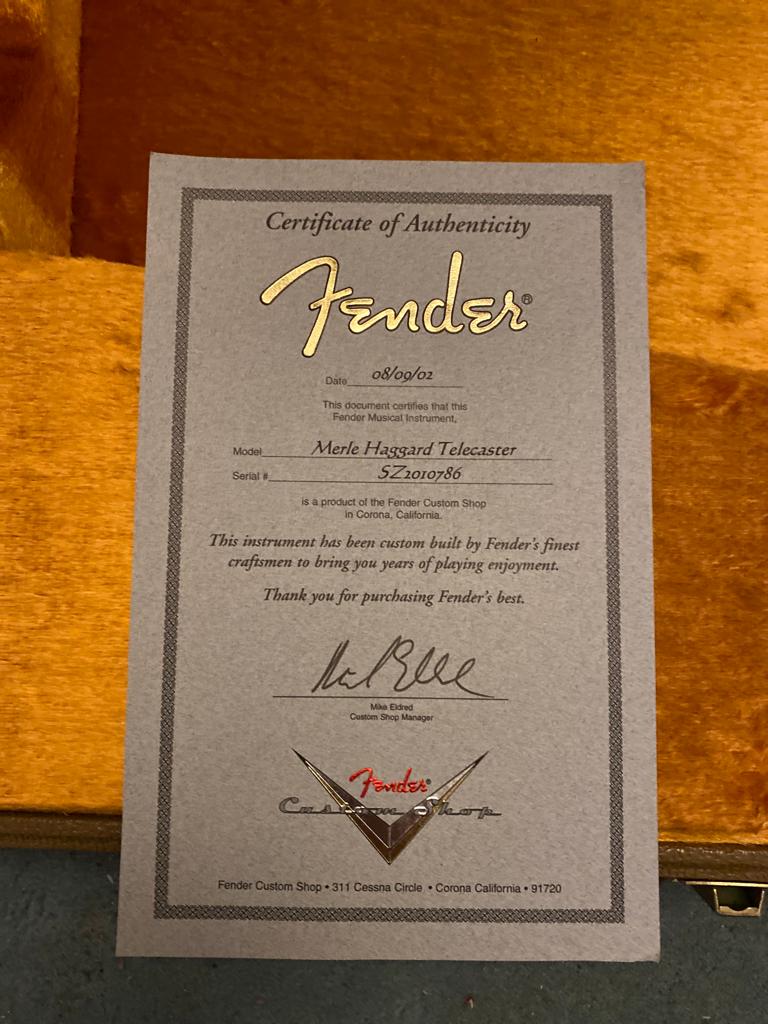 Certificate of Authenticity
Fender®
Date 08/09/02
This document certifies that this
Fender Musical Instrument,
Model Merle Haggard Telecaster
Serial # SZ2010786
is a product of the Fender Custom Shop
in Corona, California.
This instrument has been custom built by Fender's finest
craftsmen to bring you years of playing enjoyment.
Thank you for purchasing Fender's best.
Mike Eldred
Custom Shop Manager
Fender®
Custom Shop
Fender Custom Shop • 311 Cessna Circle • Corona California • 91720